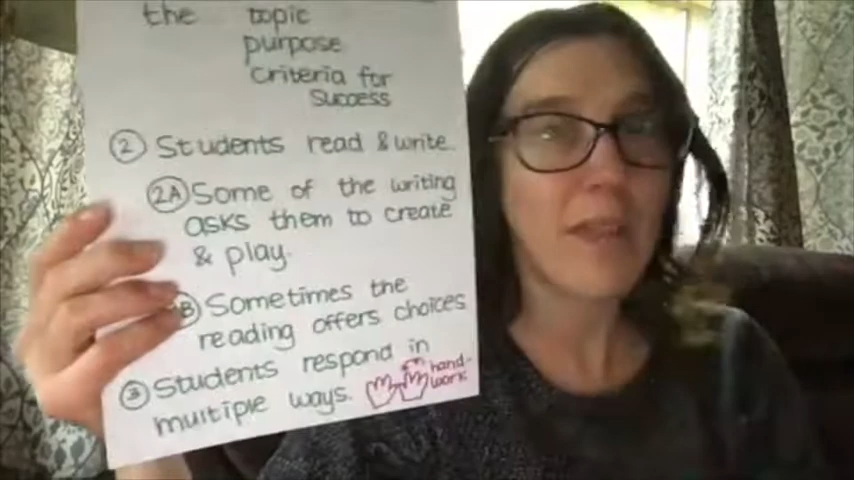 the topic
purpose
criteria for
Success
2 Students read & write
2A Some of the writing
asks them to create
& play.
B Sometimes the
reading offers choices
3 Students respond in
multiple ways. hand-
work